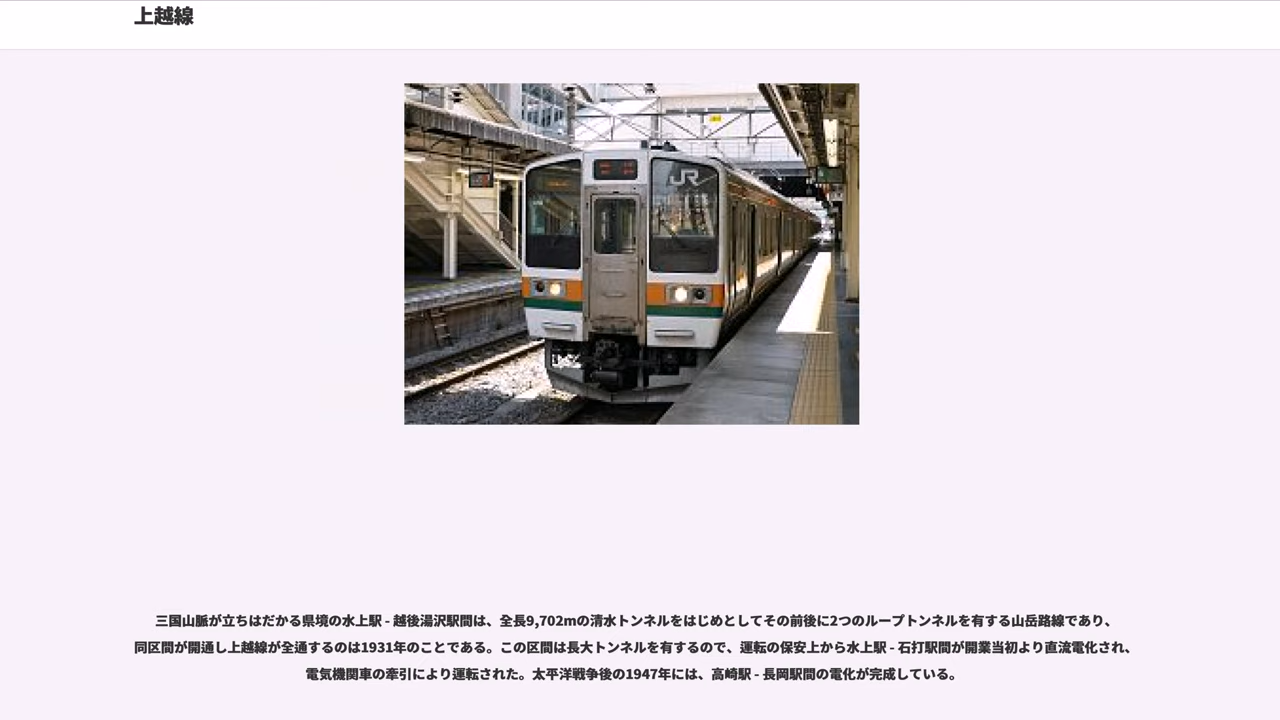 上越線
JR
三国山脈が立ちはだかる県境の水上駅 - 越後湯沢駅間は、全長9,702mの清水トンネルをはじめとしてその前後に2つのループトンネルを有する山岳路線であり、
同区間が開通し上越線が全通するのは1931年のことである。この区間は長大トンネルを有するので、運転の保安上から水上駅 - 石打駅間が開業当初より直流電化され、
電気機関車の牽引により運転された。太平洋戦争後の1947年には、高崎駅 - 長岡駅間の電化が完成している。